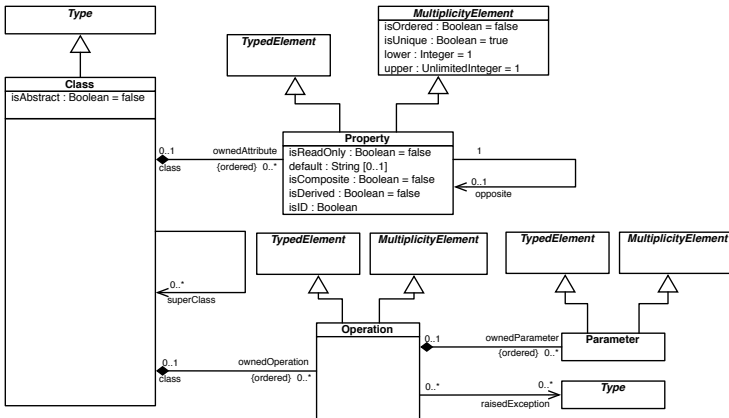 Type
MultiplicityElement
isOrdered : Boolean = false
isUnique : Boolean = true
lower : Integer = 1
upper : UnlimitedInteger = 1
TypedElement
Class
isAbstract : Boolean = false
Property
isReadOnly : Boolean = false
default : String [0..1]
isComposite : Boolean = false
isDerived : Boolean = false
isID : Boolean
0..1
class
ownedAttribute
{ordered} 0..*
1
0..1
opposite
0..*
superClass
TypedElement
MultiplicityElement
TypedElement
MultiplicityElement
Operation
0..1
class
ownedOperation
{ordered} 0..*
0..1
ownedParameter
{ordered} 0..*
Parameter
0..*
0..*
raisedException
Type